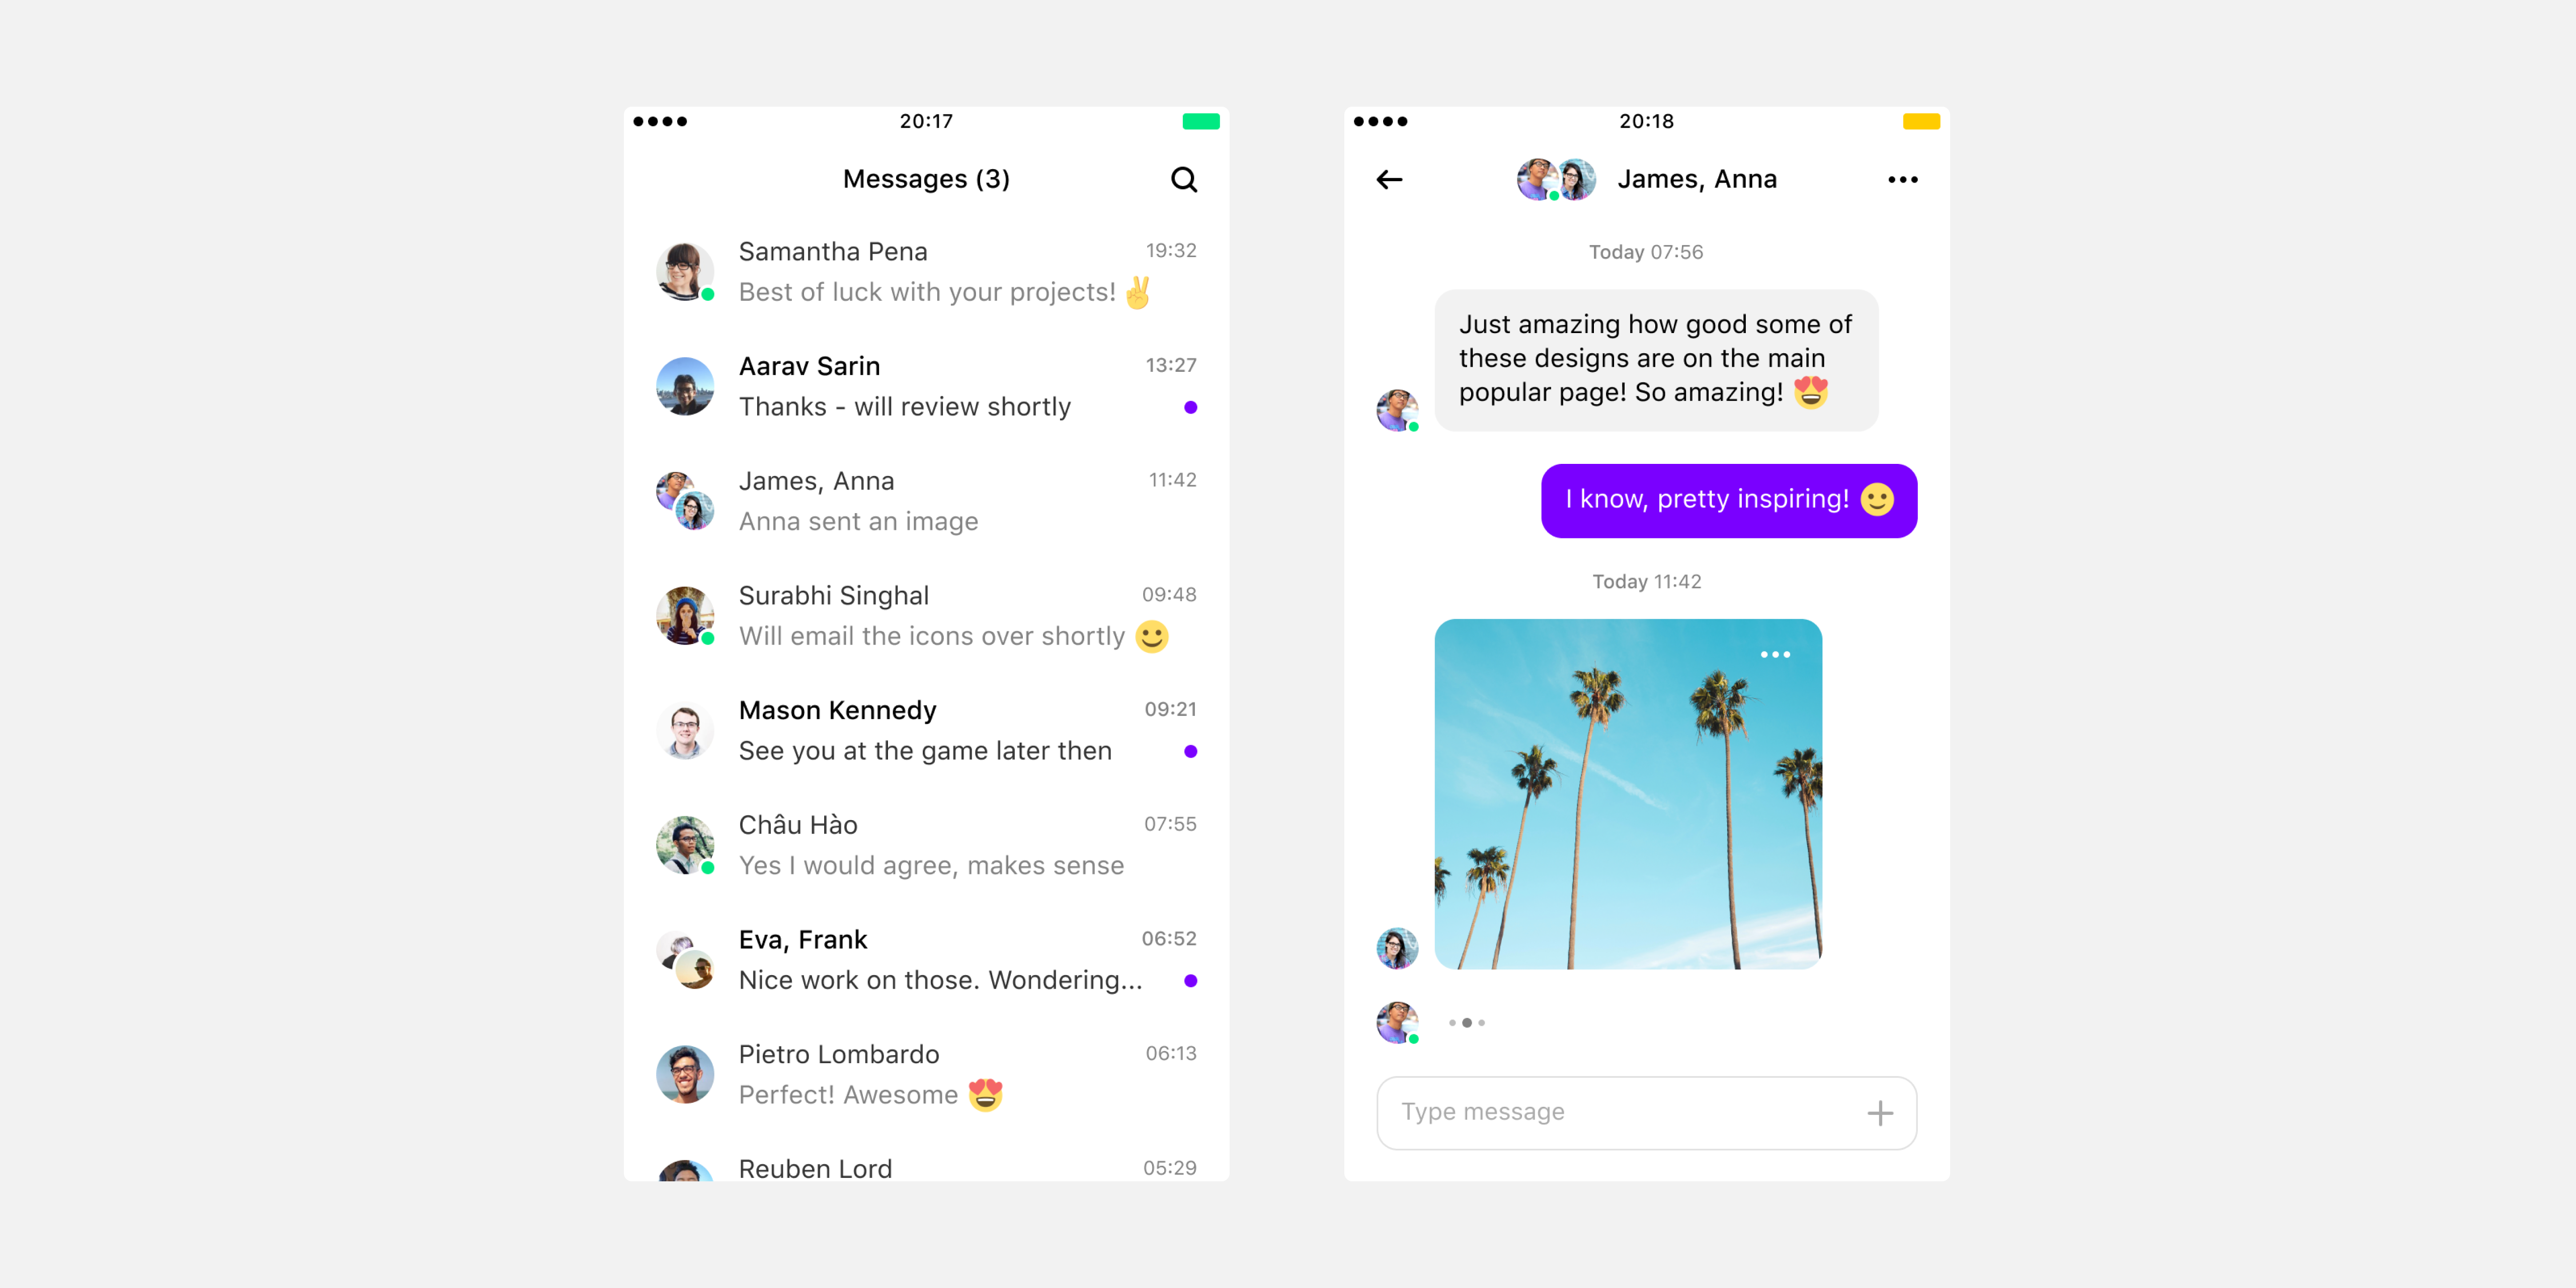 20:17
Messages (3)
Samantha Pena
19:32
Best of luck with your projects! ✌
Aarav Sarin
13:27
Thanks - will review shortly
James, Anna
11:42
Anna sent an image
Surabhi Singhal
09:48
Will email the icons over shortly 🙂
Mason Kennedy
09:21
See you at the game later then
Châu Hào
07:55
Yes I would agree, makes sense
Eva, Frank
06:52
Nice work on those. Wondering...
Pietro Lombardo
06:13
Perfect! Awesome 😍
Reuben Lord
05:29
20:18
James, Anna
Today 07:56
Just amazing how good some of
these designs are on the main
popular page! So amazing! 😍
I know, pretty inspiring! 🙂
Today 11:42
Type message